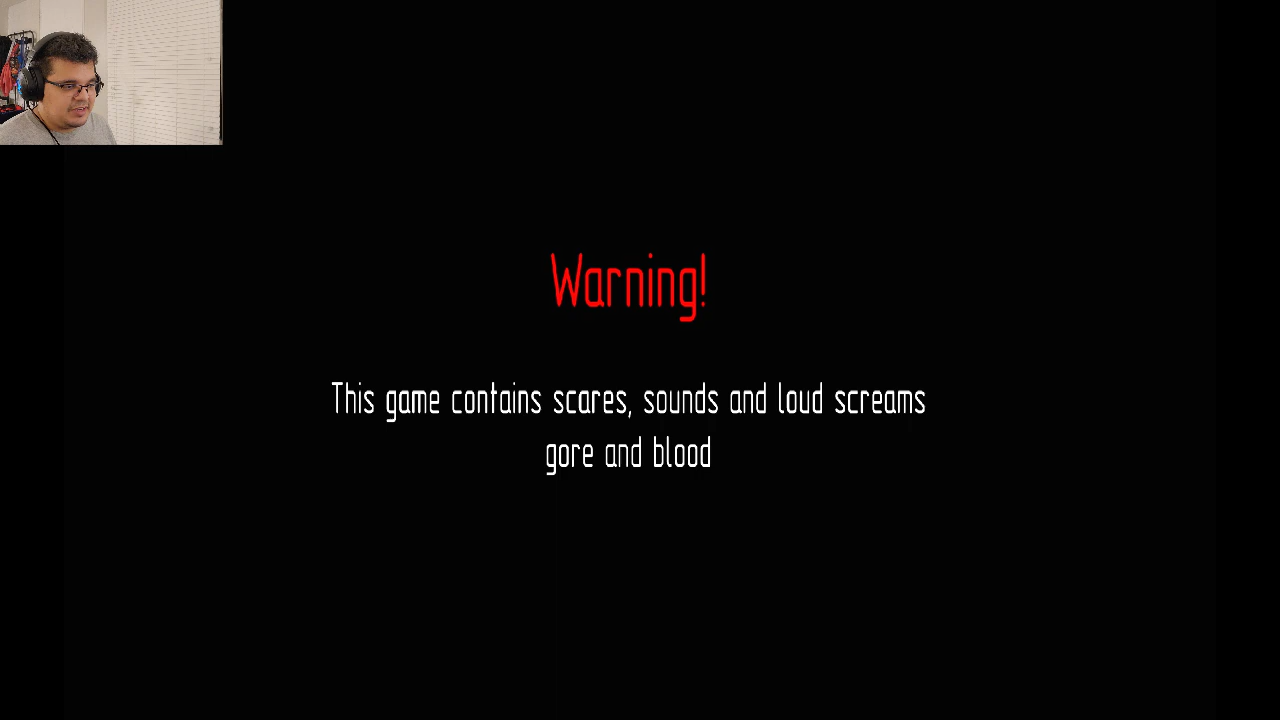 Warning!
This game contains scares, sounds and loud screams
gore and blood